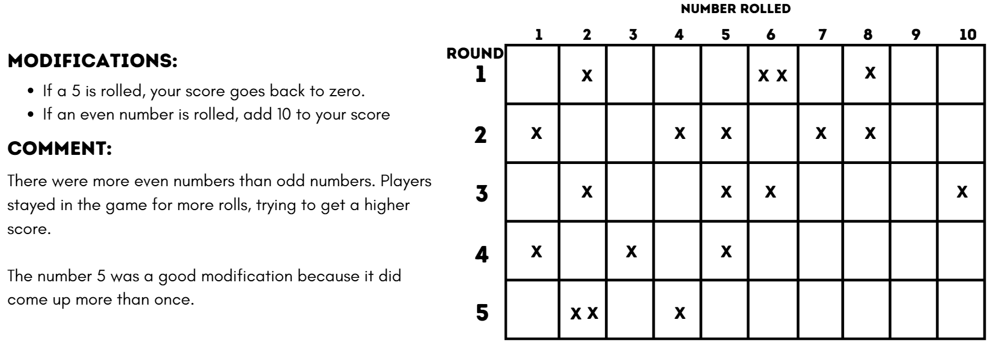 MODIFICATIONS:
• If a 5 is rolled, your score goes back to zero.
• If an even number is rolled, add 10 to your score
COMMENT:
There were more even numbers than odd numbers. Players
stayed in the game for more rolls, trying to get a higher
score.
The number 5 was a good modification because it did
come up more than once.
NUMBER ROLLED
1 2 3 4 5 6 7 8 9 10
ROUND
1 X X X X
2 X X X X X
3 X X X X
4 X X X
5 X X X